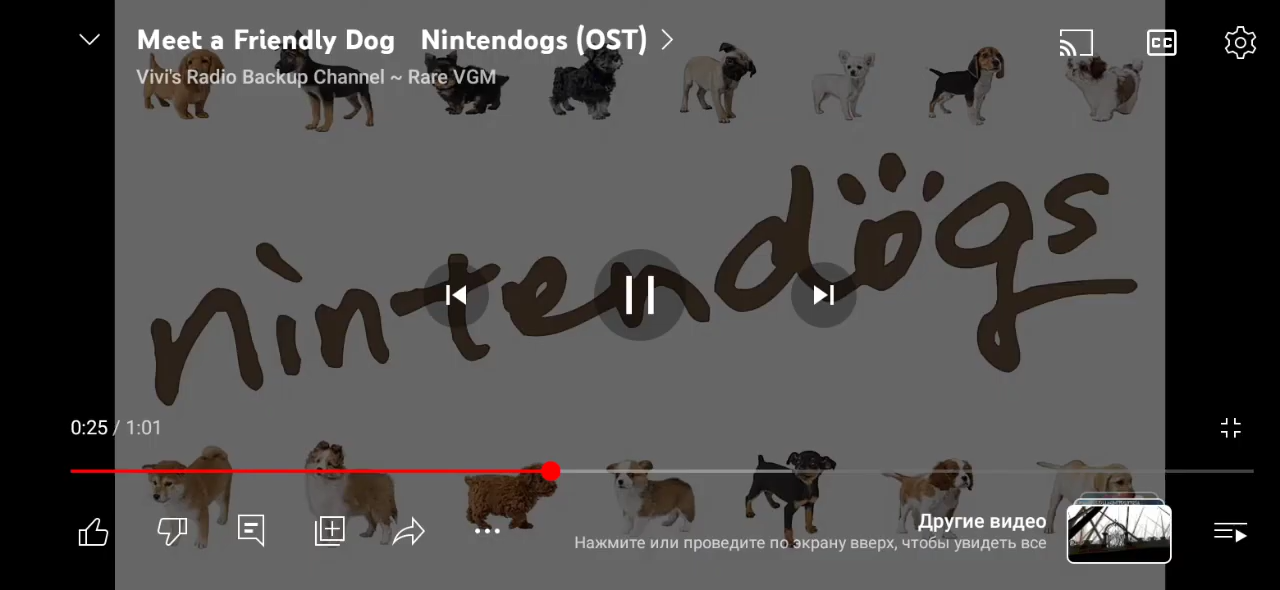 Meet a Friendly Dog Nintendogs (OST)
Vivi's Radio Backup Channel ~ Rare VGM
CC
nintendogs
0:25 / 1:01
Другие видео
Нажмите или проведите по экрану вверх, чтобы увидеть все